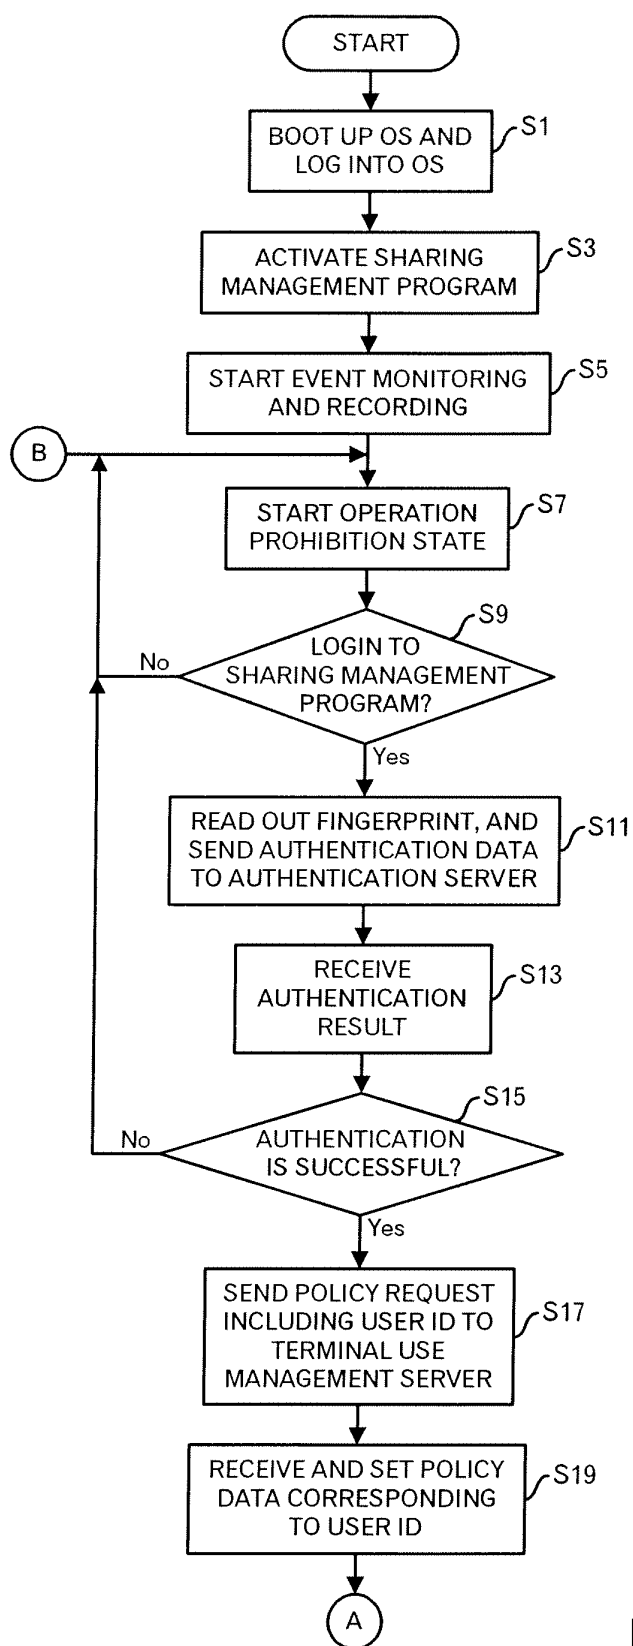 START
BOOT UP OS AND
LOG INTO OS
S1
ACTIVATE SHARING
MANAGEMENT PROGRAM
S3
START EVENT MONITORING
AND RECORDING
S5
B
START OPERATION
PROHIBITION STATE
S7
LOGIN TO
SHARING MANAGEMENT
PROGRAM?
S9
No
Yes
READ OUT FINGERPRINT, AND
SEND AUTHENTICATION DATA
TO AUTHENTICATION SERVER
S11
RECEIVE
AUTHENTICATION
RESULT
S13
AUTHENTICATION
IS SUCCESSFUL?
S15
No
Yes
SEND POLICY REQUEST
INCLUDING USER ID TO
TERMINAL USE
MANAGEMENT SERVER
S17
RECEIVE AND SET POLICY
DATA CORRESPONDING
TO USER ID
S19
A